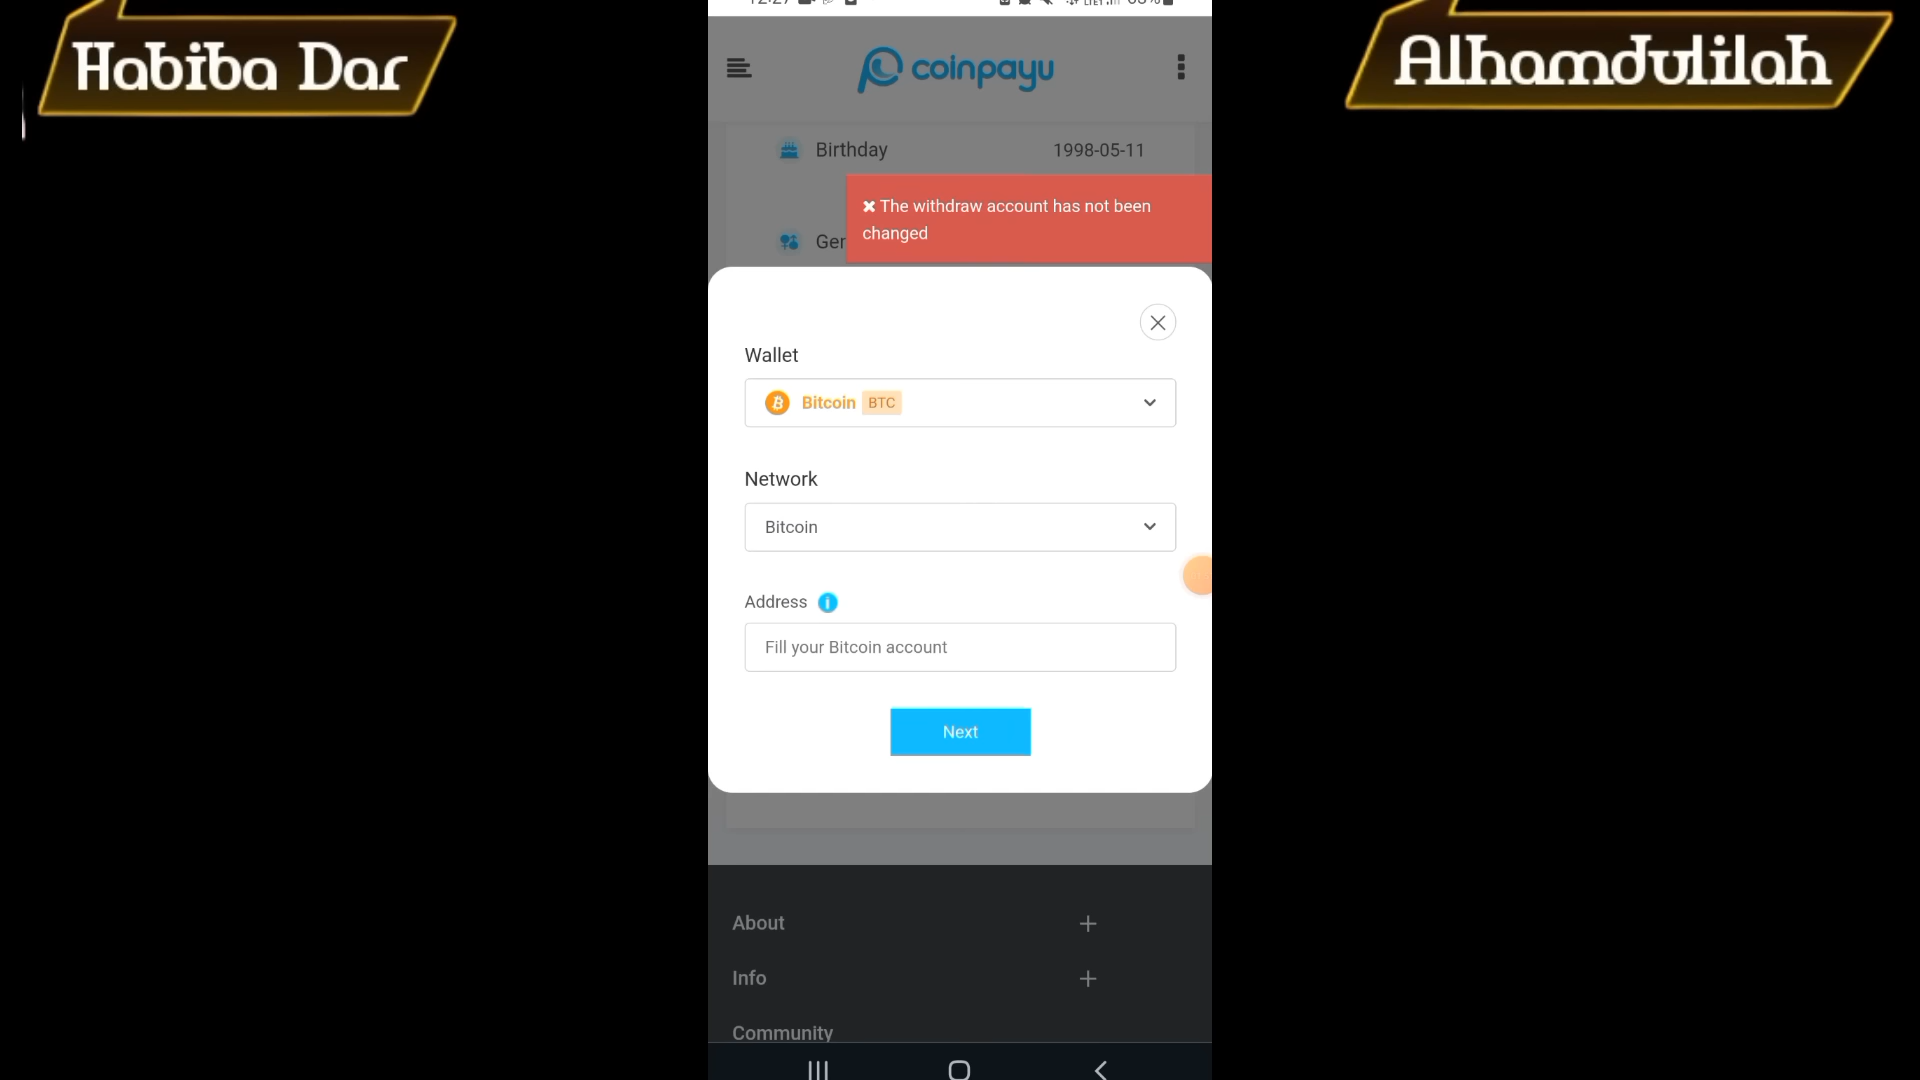 Habiba Dar
Alhamdulilah
coinpayu
Birthday 1998-05-11
The withdraw account has not been
changed
Wallet
Bitcoin BTC
Network
Bitcoin
Address
Fill your Bitcoin account
Next
About
Info
Community